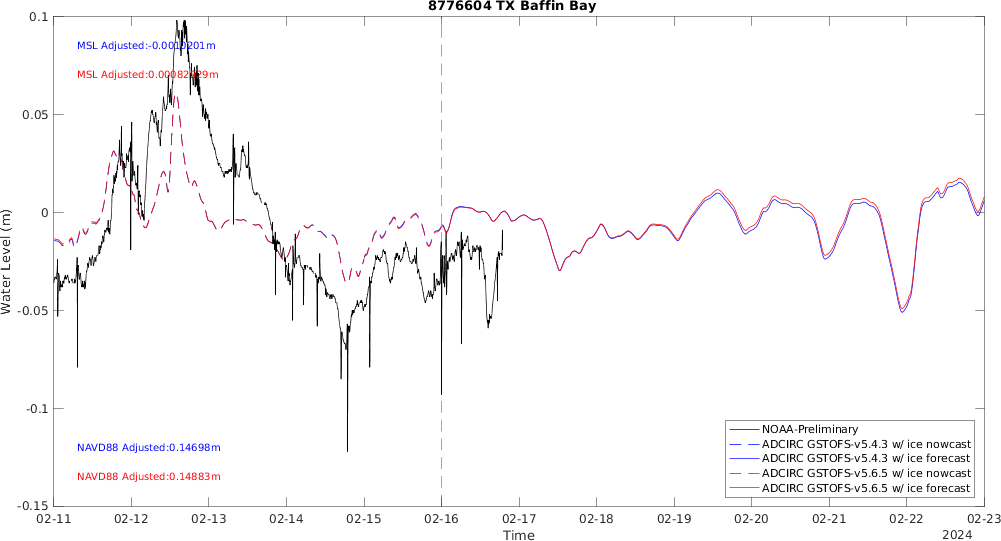 8776604 TX Baffin Bay
0.1
0.05
0
-0.05
-0.1
-0.15
Water Level (m)
MSL Adjusted:-0.0010201m
NAVD88 Adjusted:0.14698m
NAVD88 Adjusted:0.14883m
NOAA-Preliminary
ADCIRC GSTOFS-v5.4.3 w/ ice nowcast
ADCIRC GSTOFS-v5.4.3 w/ ice forecast
ADCIRC GSTOFS-v5.6.5 w/ ice nowcast
ADCIRC GSTOFS-v5.6.5 w/ ice forecast
02-11 02-12 02-13 02-14 02-15 02-16 02-17 02-18 02-19 02-20 02-21 02-22 02-23
Time
2024